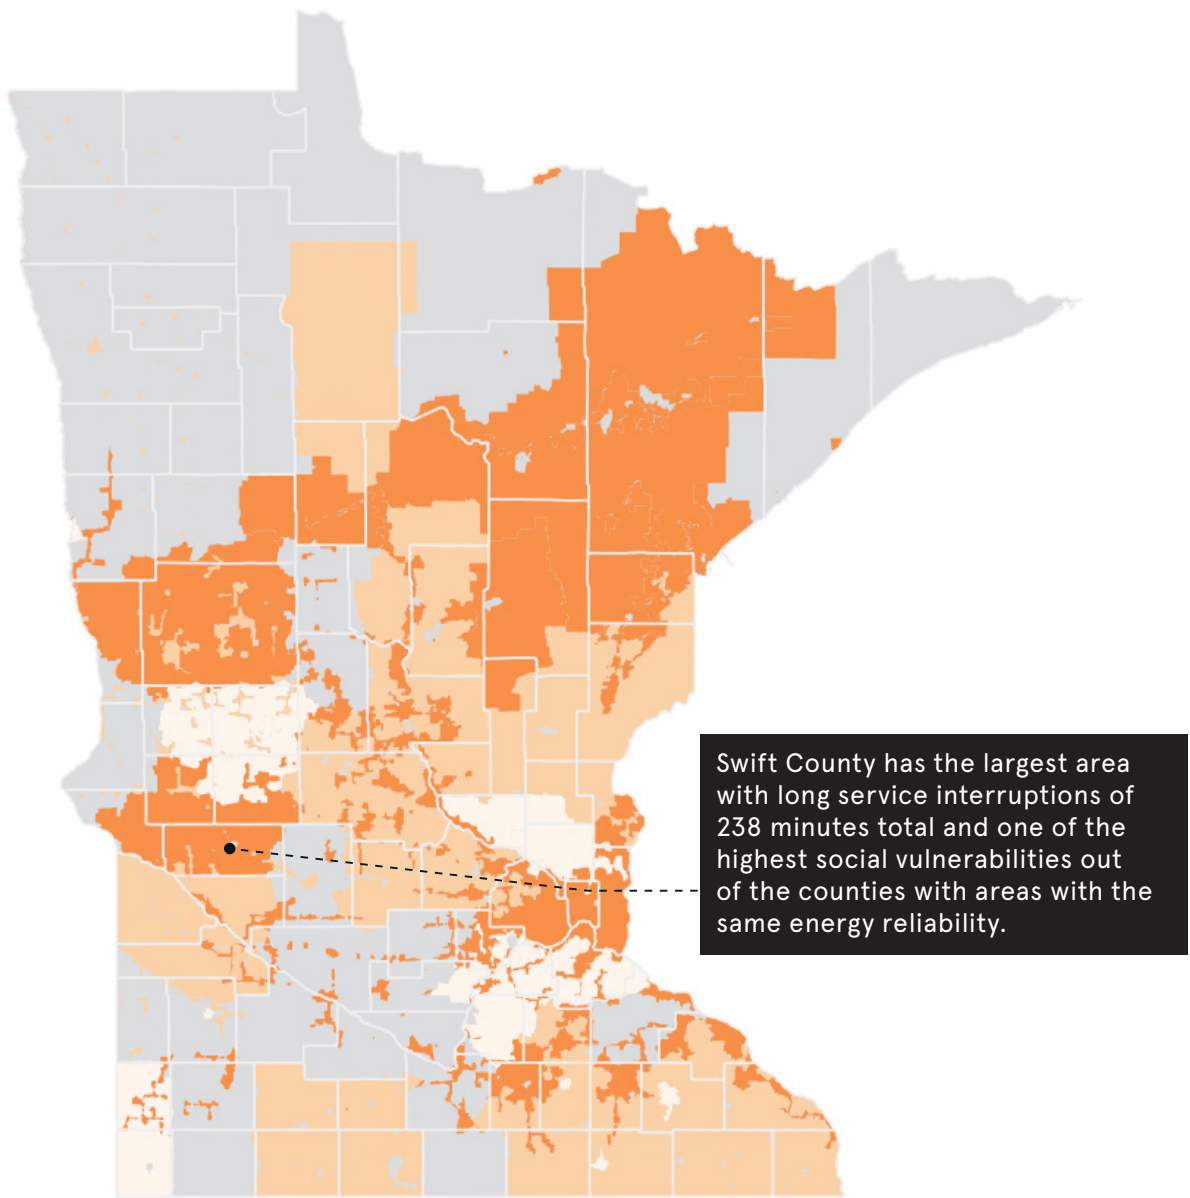 Swift County has the largest area
with long service interruptions of
238 minutes total and one of the
highest social vulnerabilities out
of the counties with areas with the
same energy reliability.